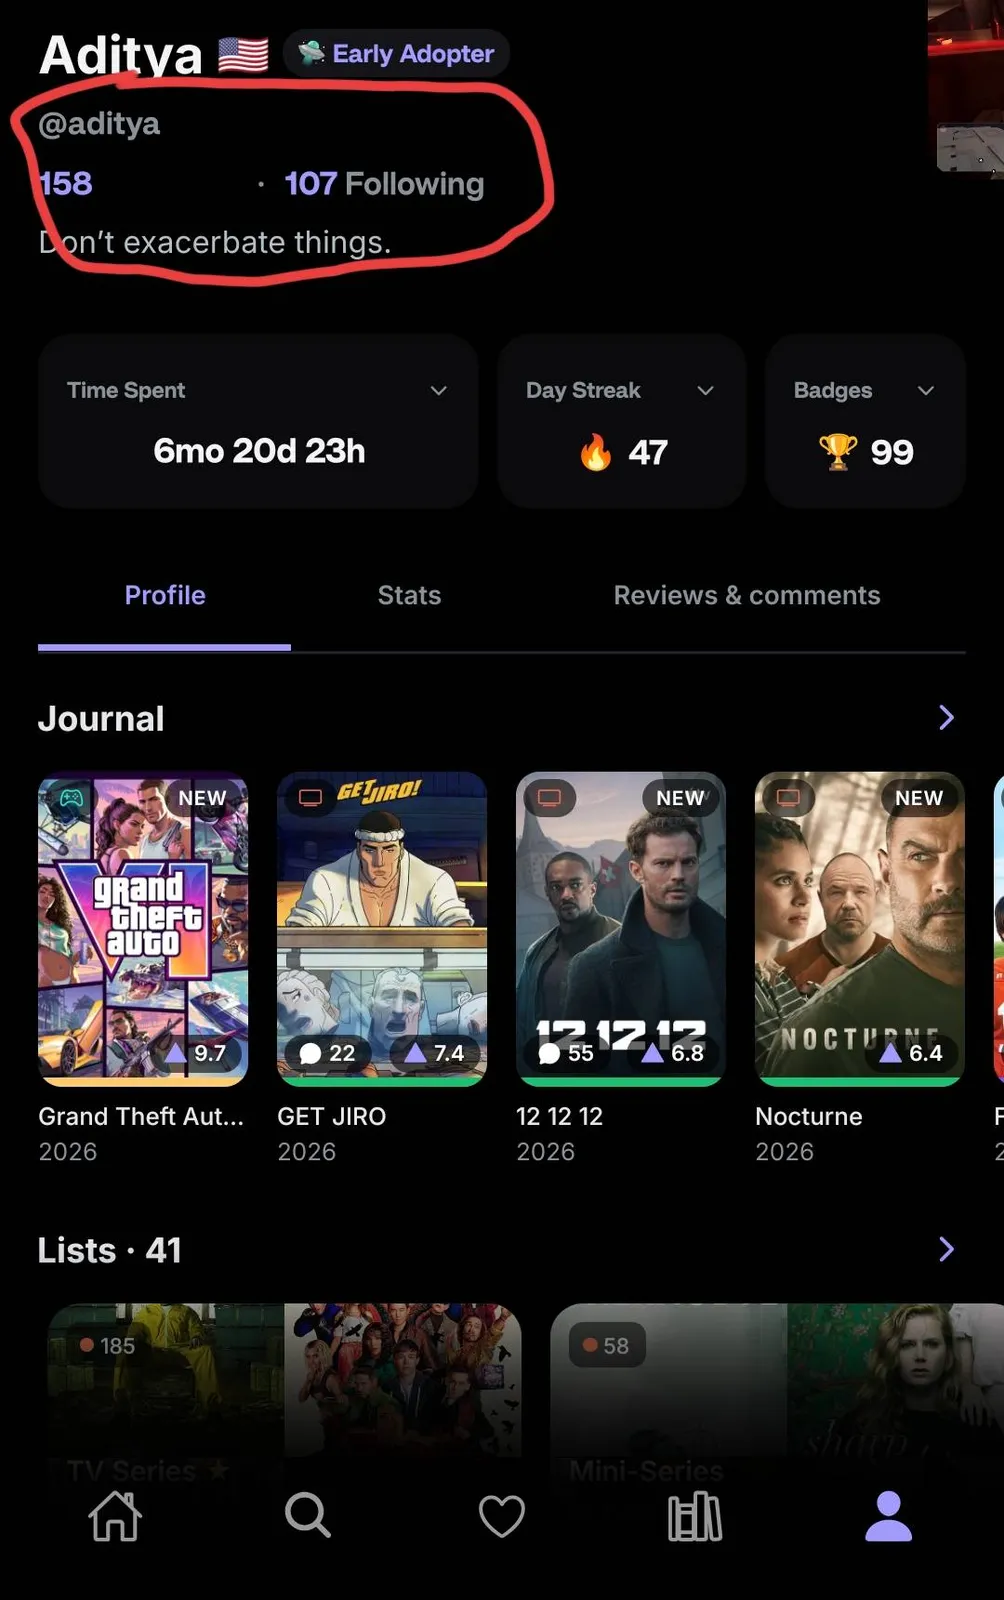 Aditya 🇺🇸 🛸 Early Adopter
@aditya
158 · 107 Following
Don’t exacerbate things.
Time Spent Day Streak Badges
6mo 20d 23h 🔥 47 🏆 99
Profile Stats Reviews & comments
Journal
NEW GET JIRO! NEW NEW
grand
theft
auto
VI
12 12 12 NOCTURNE
9.7 22 7.4 55 6.8 6.4
Grand Theft Aut... GET JIRO 12 12 12 Nocturne
2026 2026 2026 2026
Lists · 41
185 58
sharp
TV Series ★ Mini-Series